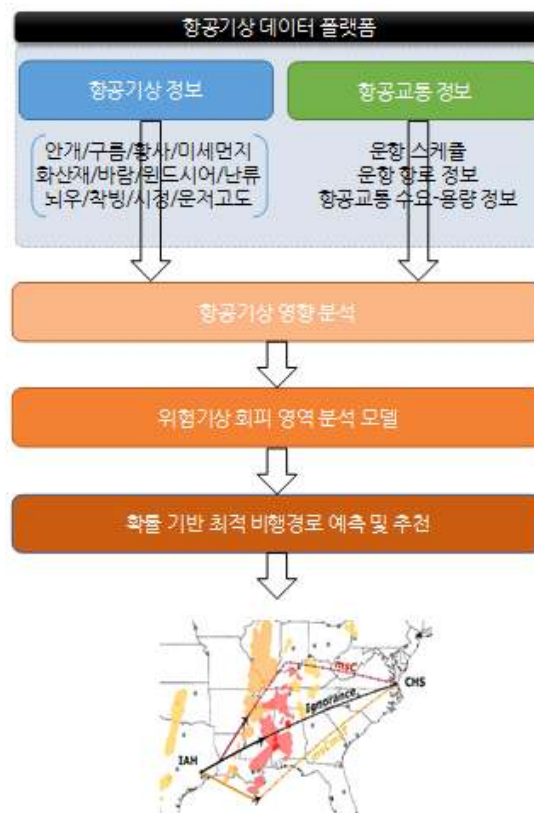 항공기상 데이터 플랫폼
항공기상 정보
항공교통 정보
안개/구름/황사/미세먼지
화산재/바람/윈드시어/난류
뇌우/착빙/시정/운저고도
운항 스케줄
운항 항로 정보
항공교통 수요-용량 정보
항공기상 영향 분석
위험기상 회피 영역 분석 모델
확률 기반 최적 비행경로 예측 및 추천
msC
CHS
Ignorance
IAH